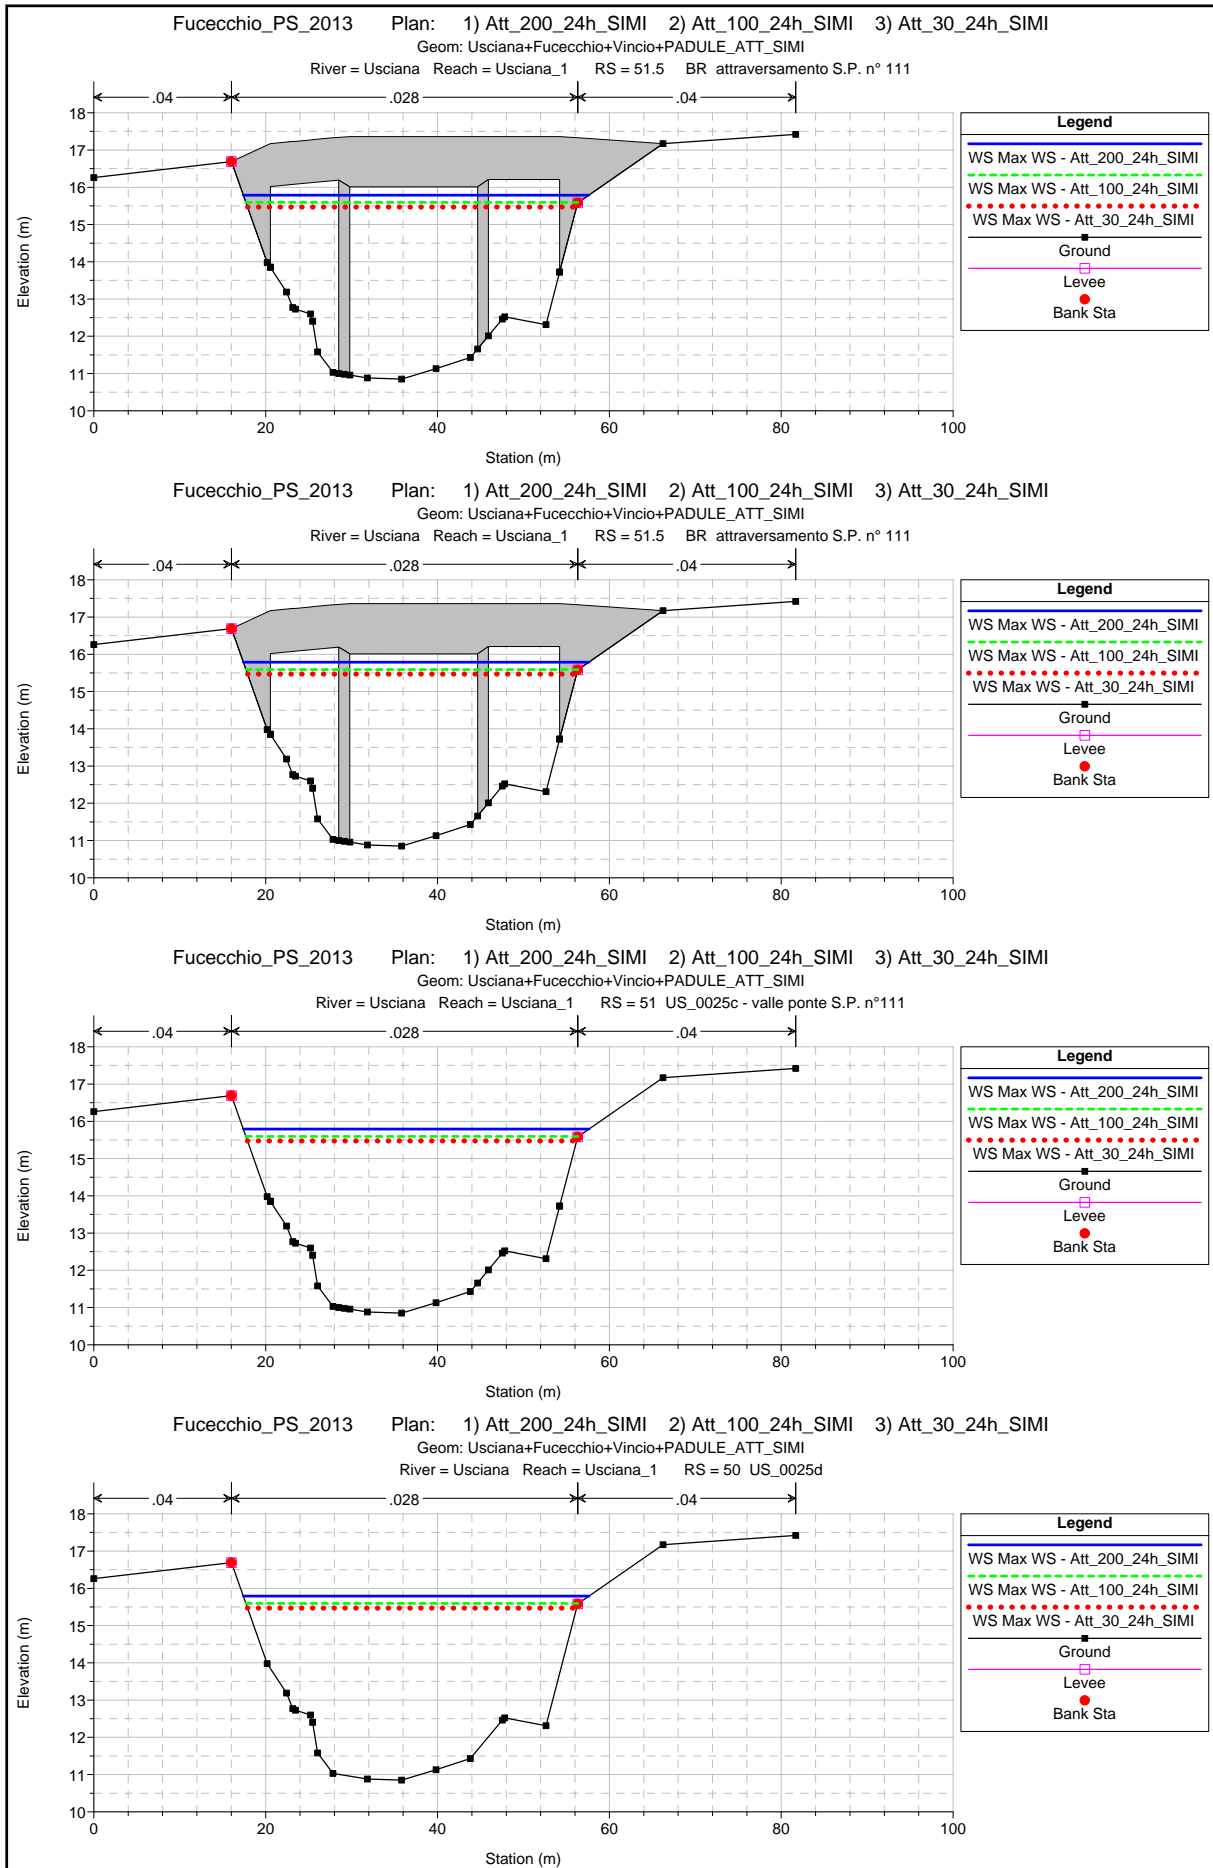 Fucecchio_PS_2013 Plan: 1) Att_200_24h_SIMI 2) Att_100_24h_SIMI 3) Att_30_24h_SIMI
Geom: Usciana+Fucecchio+Vincio+PADULE_ATT_SIMI
River = Usciana Reach = Usciana_1 RS = 51.5 BR attraversamento S.P. n° 111
.04 .028 .04
18
17
16
15
14
13
12
11
10
Elevation (m)
0 20 40 60 80 100
Station (m)
Legend
WS Max WS - Att_200_24h_SIMI
WS Max WS - Att_100_24h_SIMI
WS Max WS - Att_30_24h_SIMI
Ground
Levee
Bank Sta
Fucecchio_PS_2013 Plan: 1) Att_200_24h_SIMI 2) Att_100_24h_SIMI 3) Att_30_24h_SIMI
Geom: Usciana+Fucecchio+Vincio+PADULE_ATT_SIMI
River = Usciana Reach = Usciana_1 RS = 51.5 BR attraversamento S.P. n° 111
.04 .028 .04
18
17
16
15
14
13
12
11
10
Elevation (m)
0 20 40 60 80 100
Station (m)
Legend
WS Max WS - Att_200_24h_SIMI
WS Max WS - Att_100_24h_SIMI
WS Max WS - Att_30_24h_SIMI
Ground
Levee
Bank Sta
Fucecchio_PS_2013 Plan: 1) Att_200_24h_SIMI 2) Att_100_24h_SIMI 3) Att_30_24h_SIMI
Geom: Usciana+Fucecchio+Vincio+PADULE_ATT_SIMI
River = Usciana Reach = Usciana_1 RS = 51 US_0025c - valle ponte S.P. n°111
.04 .028 .04
18
17
16
15
14
13
12
11
10
Elevation (m)
0 20 40 60 80 100
Station (m)
Legend
WS Max WS - Att_200_24h_SIMI
WS Max WS - Att_100_24h_SIMI
WS Max WS - Att_30_24h_SIMI
Ground
Levee
Bank Sta
Fucecchio_PS_2013 Plan: 1) Att_200_24h_SIMI 2) Att_100_24h_SIMI 3) Att_30_24h_SIMI
Geom: Usciana+Fucecchio+Vincio+PADULE_ATT_SIMI
River = Usciana Reach = Usciana_1 RS = 50 US_0025d
.04 .028 .04
18
17
16
15
14
13
12
11
10
Elevation (m)
0 20 40 60 80 100
Station (m)
Legend
WS Max WS - Att_200_24h_SIMI
WS Max WS - Att_100_24h_SIMI
WS Max WS - Att_30_24h_SIMI
Ground
Levee
Bank Sta